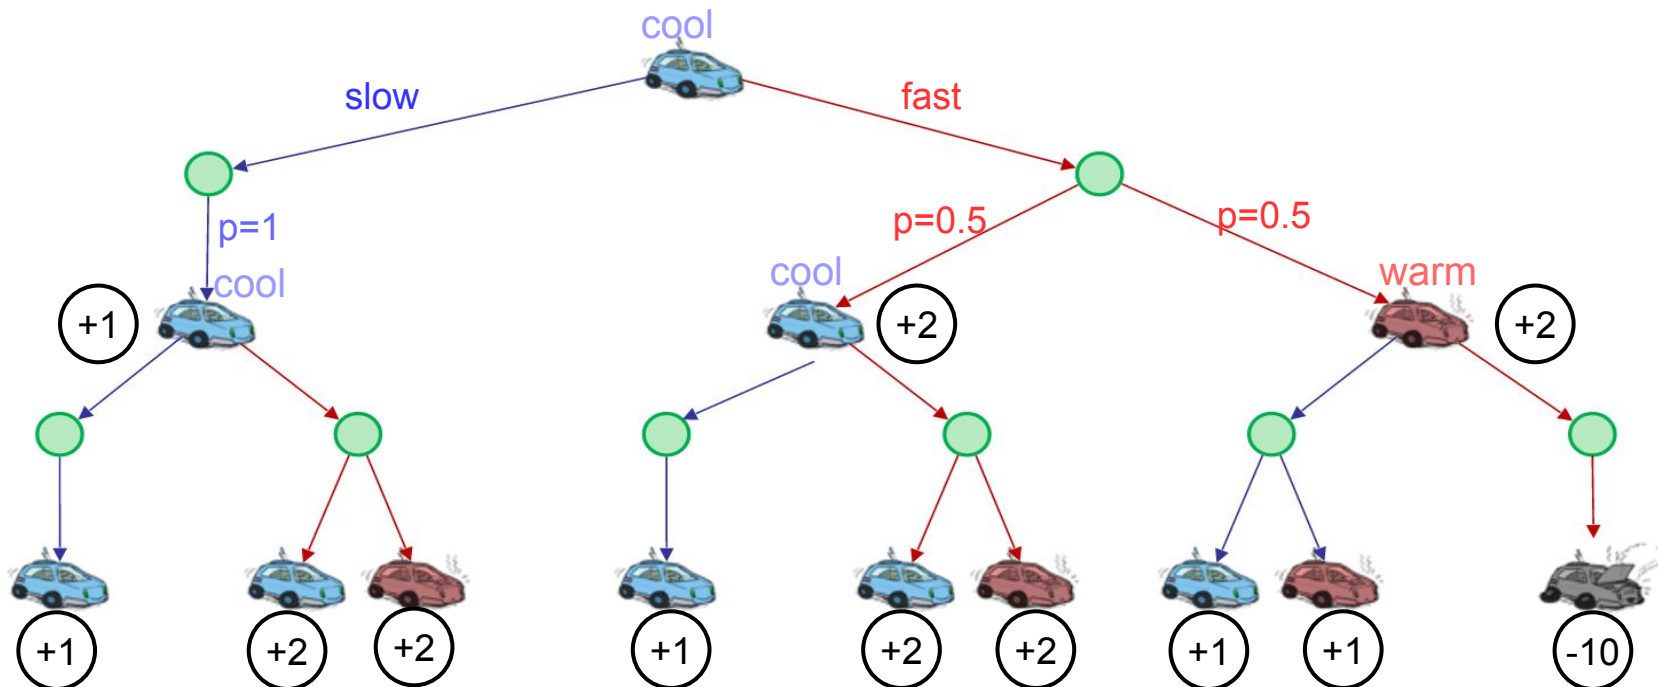 cool
slow
fast
p=1
p=0.5
p=0.5
cool
cool
warm
+1
+2
+2
+1
+2
+2
+1
+2
+2
+1
+1
-10